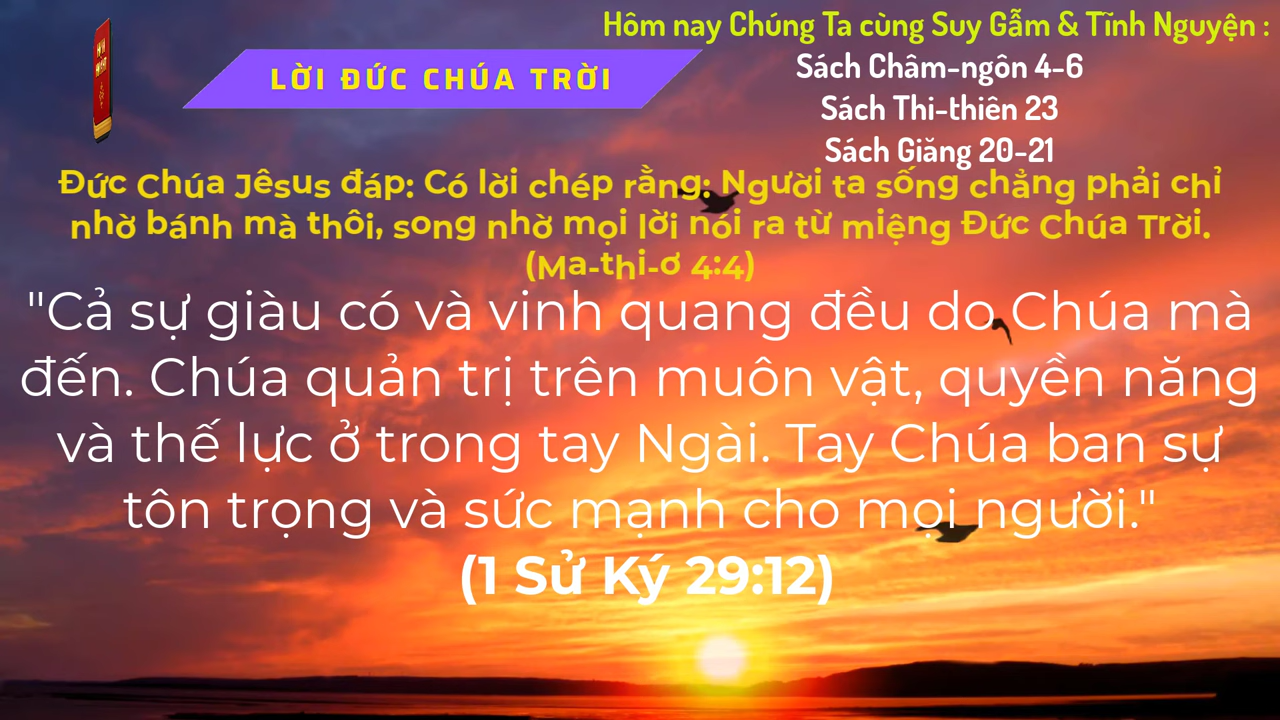 Hôm nay Chúng Ta cùng Suy Gẫm & Tĩnh Nguyện :
Sách Châm-ngôn 4-6
Sách Thi-thiên 23
Sách Giăng 20-21
LỜI ĐỨC CHÚA TRỜI
Đức Chúa Jêsus đáp: Có lời chép rằng: Người ta sống chẳng phải chỉ
nhờ bánh mà thôi, song nhờ mọi lời nói ra từ miệng Đức Chúa Trời.
(Ma-thi-ơ 4:4)
"Cả sự giàu có và vinh quang đều do Chúa mà
đến. Chúa quản trị trên muôn vật, quyền năng
và thế lực ở trong tay Ngài. Tay Chúa ban sự
tôn trọng và sức mạnh cho mọi người."
(1 Sử Ký 29:12)